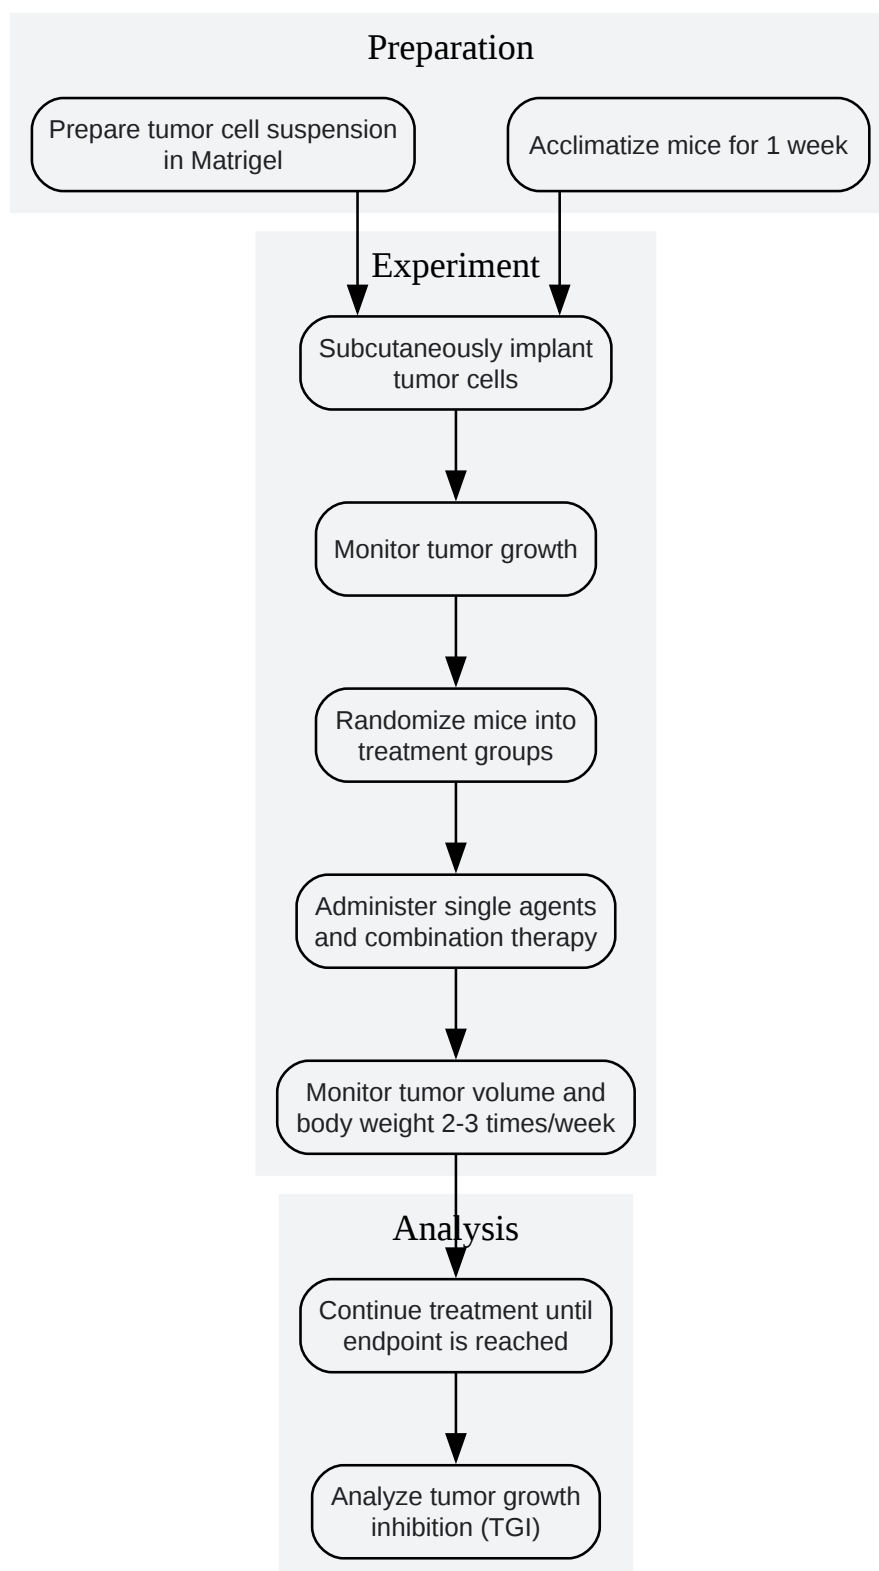 Preparation
Prepare tumor cell suspension
in Matrigel
Acclimatize mice for 1 week
Experiment
Subcutaneously implant
tumor cells
Monitor tumor growth
Randomize mice into
treatment groups
Administer single agents
and combination therapy
Monitor tumor volume and
body weight 2-3 times/week
Analysis
Continue treatment until
endpoint is reached
Analyze tumor growth
inhibition (TGI)